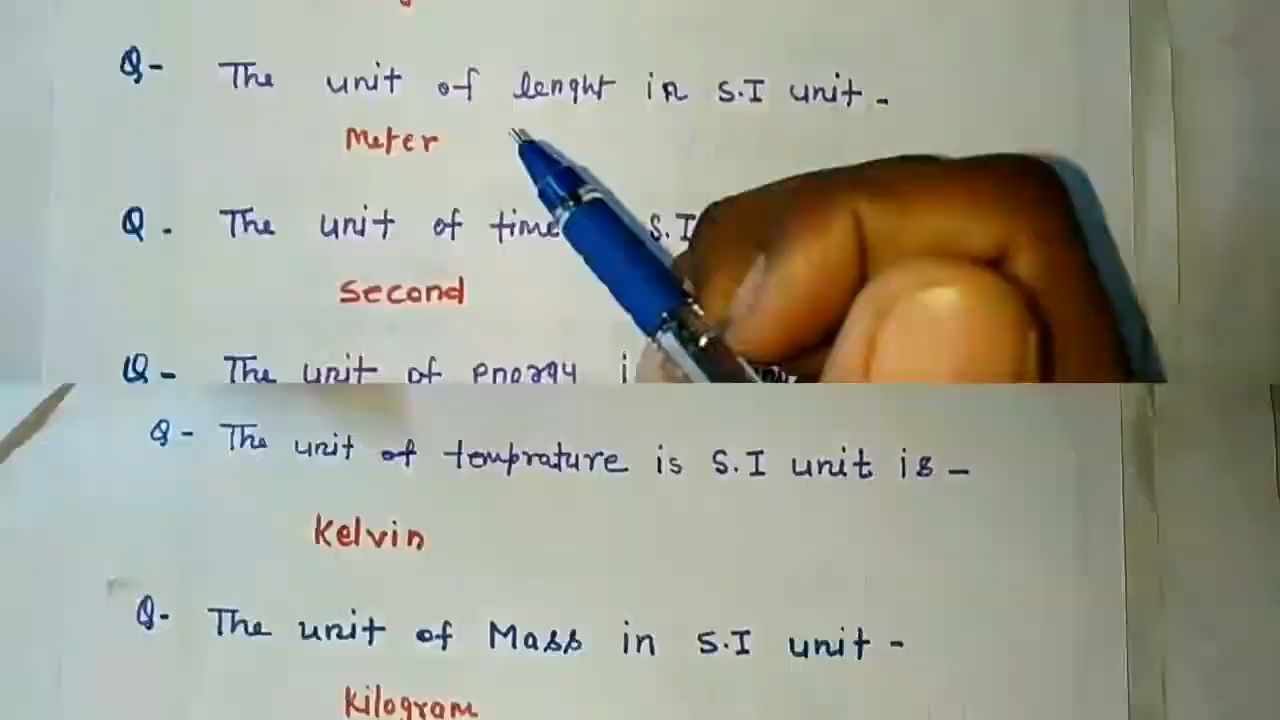 Q- The unit of lenght in S.I unit -
Meter
Q. The unit of time S.I
Second
Q- The unit of enorgy
Q- The unit of temprature is S.I unit is -
Kelvin
Q- The unit of Mass in S.I unit -
Kilogram